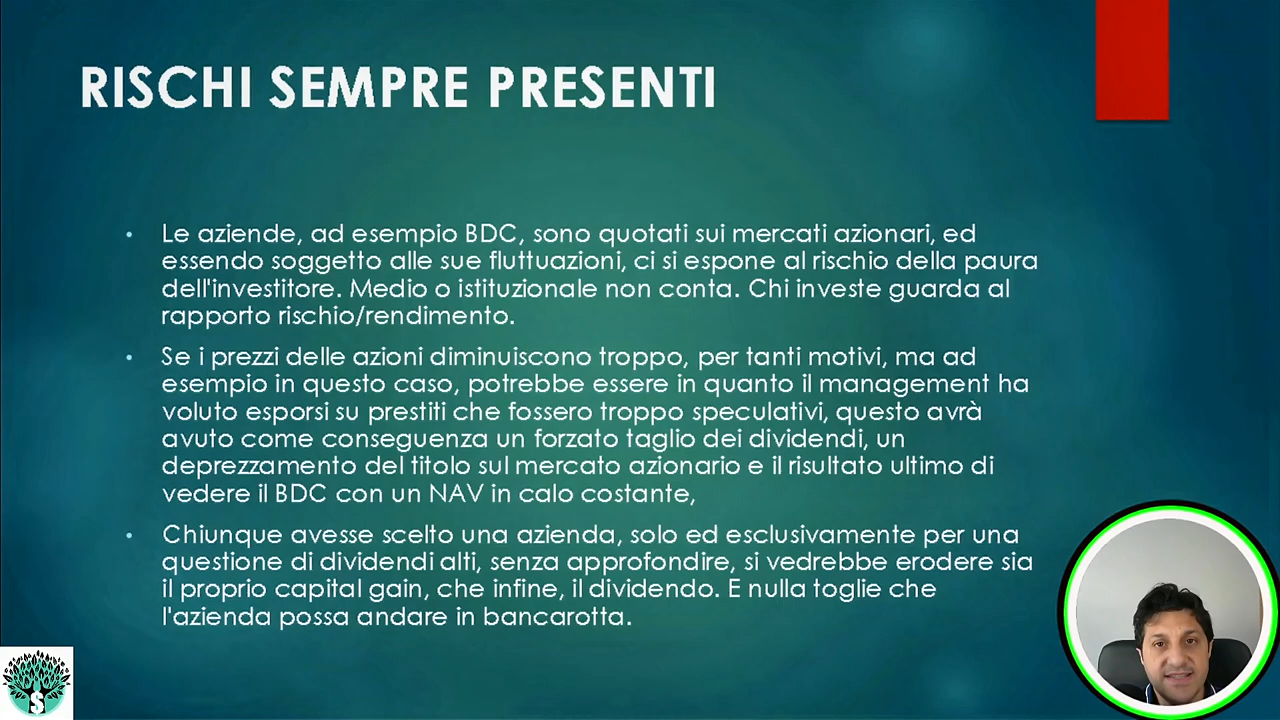 RISCHI SEMPRE PRESENTI
• Le aziende, ad esempio BDC, sono quotati sui mercati azionari, ed
essendo soggetto alle sue fluttuazioni, ci si espone al rischio della paura
dell'investitore. Medio o istituzionale non conta. Chi investe guarda al
rapporto rischio/rendimento.
• Se i prezzi delle azioni diminuiscono troppo, per tanti motivi, ma ad
esempio in questo caso, potrebbe essere in quanto il management ha
voluto esporsi su prestiti che fossero troppo speculativi, questo avrà
avuto come conseguenza un forzato taglio dei dividendi, un
deprezzamento del titolo sul mercato azionario e il risultato ultimo di
vedere il BDC con un NAV in calo costante,
• Chiunque avesse scelto una azienda, solo ed esclusivamente per una
questione di dividendi alti, senza approfondire, si vedrebbe erodere sia
il proprio capital gain, che infine, il dividendo. E nulla toglie che
l'azienda possa andare in bancarotta.
S